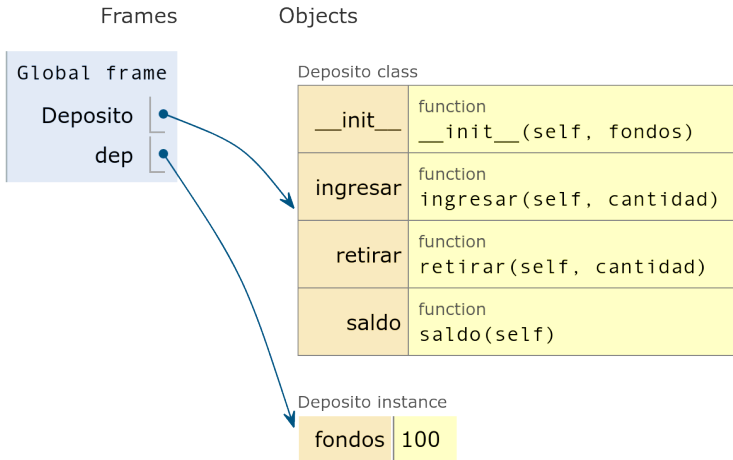 Frames
Objects
Global frame
Deposito
dep
Deposito class
__init__
function
__init__(self, fondos)
ingresar
function
ingresar(self, cantidad)
retirar
function
retirar(self, cantidad)
saldo
function
saldo(self)
Deposito instance
fondos
100